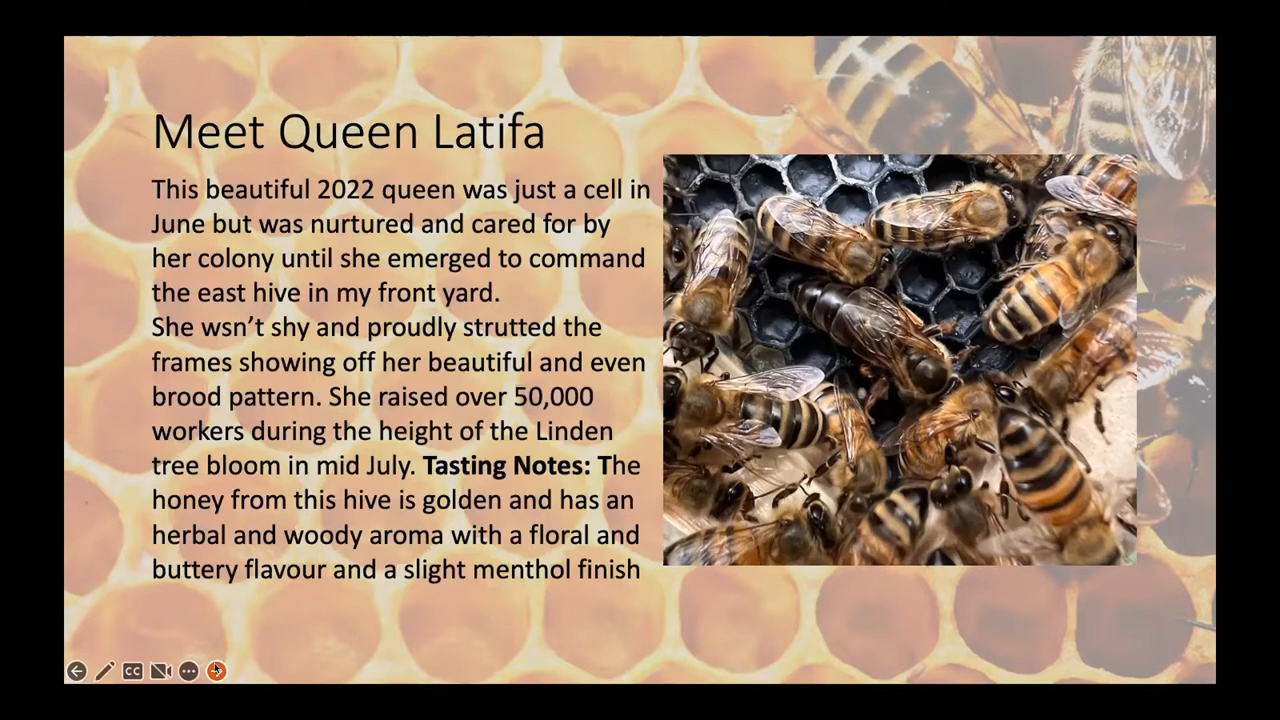 Meet Queen Latifa
This beautiful 2022 queen was just a cell in
June but was nurtured and cared for by
her colony until she emerged to command
the east hive in my front yard.
She wsn’t shy and proudly strutted the
frames showing off her beautiful and even
brood pattern. She raised over 50,000
workers during the height of the Linden
tree bloom in mid July. Tasting Notes: The
honey from this hive is golden and has an
herbal and woody aroma with a floral and
buttery flavour and a slight menthol finish
CC